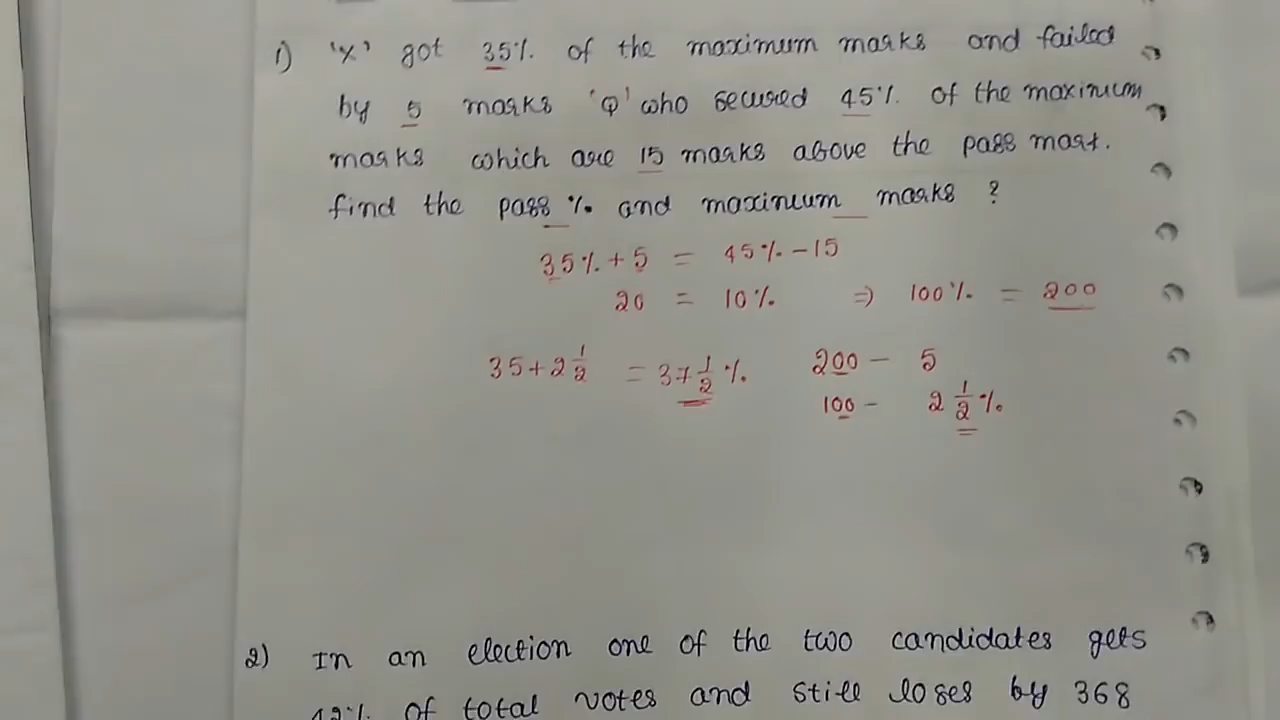 1) 'X' got 35% of the maximum marks and failed
by 5 marks 'Q' who secured 45% of the maximum
marks which are 15 marks above the pass mark.
find the pass % and maximum marks ?
35% + 5 = 45% - 15
20 = 10% ⇒ 100% = 200
35 + 2 1/2 = 37 1/2 % 200 - 5
100 - 2 1/2 %
2) In an election one of the two candidates gets
42% of total votes and still loses by 368